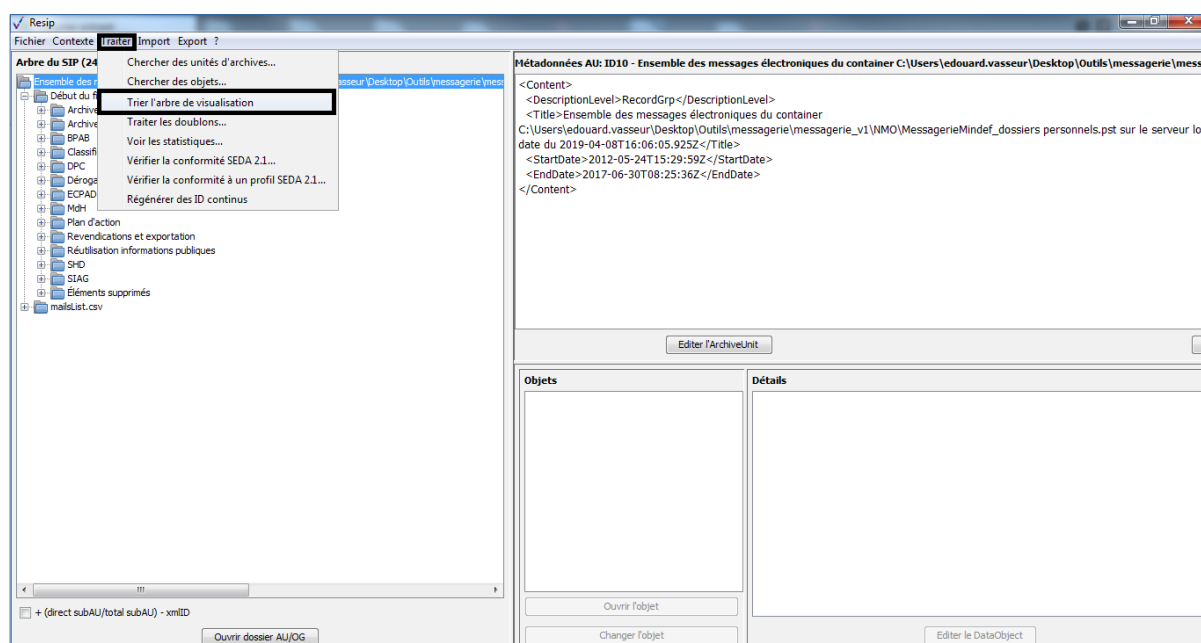 Resip
Fichier Contexte Traiter Import Export ?
Arbre du SIP (24
Chercher des unités d'archives...
Chercher des objets...
Trier l'arbre de visualisation
Traiter les doublons...
Voir les statistiques...
Vérifier la conformité SEDA 2.1...
Vérifier la conformité à un profil SEDA 2.1...
Régénérer des ID continus
Ensemble des r
asseur\Desktop\Outils\messagerie\mess
Début du fi
Archive
Archive
BPAB
Classifi
DPC
Déroga
ECPAD
MdH
Plan d'action
Revendications et exportation
Réutilisation informations publiques
SHD
SIAG
Éléments supprimés
mailsList.csv
+ (direct subAU/total subAU) - xmlID
Ouvrir dossier AU/OG
Métadonnées AU: ID10 - Ensemble des messages électroniques du container C:\Users\edouard.vasseur\Desktop\Outils\messagerie\mess
<Content>
<DescriptionLevel>RecordGrp</DescriptionLevel>
<Title>Ensemble des messages électroniques du container
C:\Users\edouard.vasseur\Desktop\Outils\messagerie\messagerie_v1\NMO\MessagerieMindef_dossiers personnels.pst sur le serveur lo
date du 2019-04-08T16:06:05.925Z</Title>
<StartDate>2012-05-24T15:29:59Z</StartDate>
<EndDate>2017-06-30T08:25:36Z</EndDate>
</Content>
Editer l'ArchiveUnit
Objets
Détails
Ouvrir l'objet
Changer l'objet
Editer le DataObject